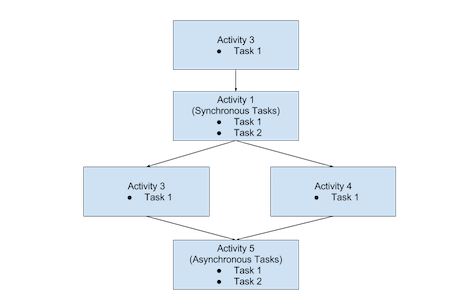 Activity 3
● Task 1
Activity 1
(Synchronous Tasks)
● Task 1
● Task 2
Activity 3
● Task 1
Activity 4
● Task 1
Activity 5
(Asynchronous Tasks)
● Task 1
● Task 2